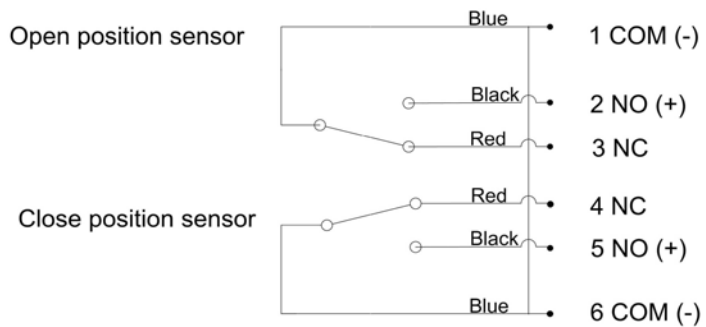 Blue
Open position sensor
1 COM (-)
Black
2 NO (+)
Red
3 NC
Red
4 NC
Close position sensor
Black
5 NO (+)
Blue
6 COM (-)